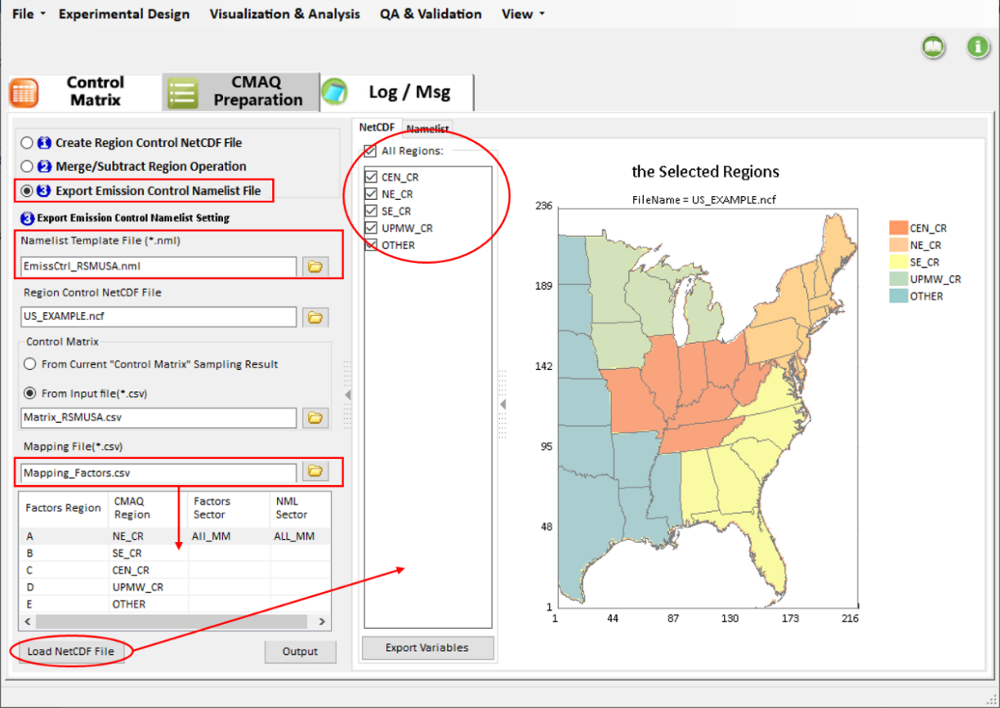 File Experimental Design Visualization & Analysis QA & Validation View
Control
Matrix
CMAQ
Preparation
Log / Msg
1 Create Region Control NetCDF File
2 Merge/Subtract Region Operation
3 Export Emission Control Namelist File
3 Export Emission Control Namelist Setting
Namelist Template File (*.nml)
EmissCtrl_RSMUSA.nml
Region Control NetCDF File
US_EXAMPLE.ncf
Control Matrix
From Current "Control Matrix" Sampling Result
From Input file(*.csv)
Matrix_RSMUSA.csv
Mapping File(*.csv)
Mapping_Factors.csv
Factors Region CMAQ Region Factors Sector NML Sector
A NE_CR All_MM ALL_MM
B SE_CR
C CEN_CR
D UPMW_CR
E OTHER
Load NetCDF File Output
NetCDF Namelist
All Regions:
CEN_CR
NE_CR
SE_CR
UPMW_CR
OTHER
Export Variables
the Selected Regions
FileName = US_EXAMPLE.ncf
236
189
142
95
48
1
1 44 87 130 173 216
CEN_CR
NE_CR
SE_CR
UPMW_CR
OTHER